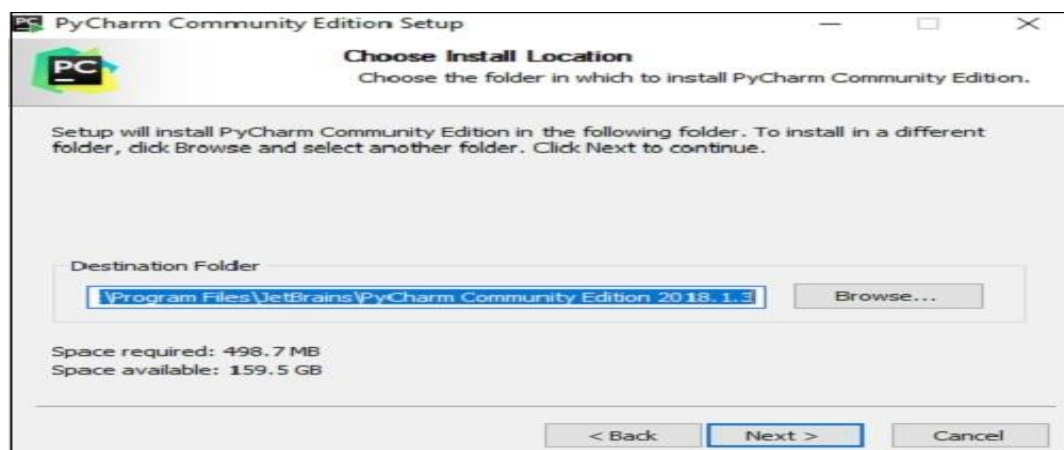 PC PyCharm Community Edition Setup
PC
Choose Install Location
Choose the folder in which to install PyCharm Community Edition.
Setup will install PyCharm Community Edition in the following folder. To install in a different
folder, click Browse and select another folder. Click Next to continue.
Destination Folder
\Program Files\JetBrains\PyCharm Community Edition 2018.1.3
Browse...
Space required: 498.7 MB
Space available: 159.5 GB
< Back
Next >
Cancel